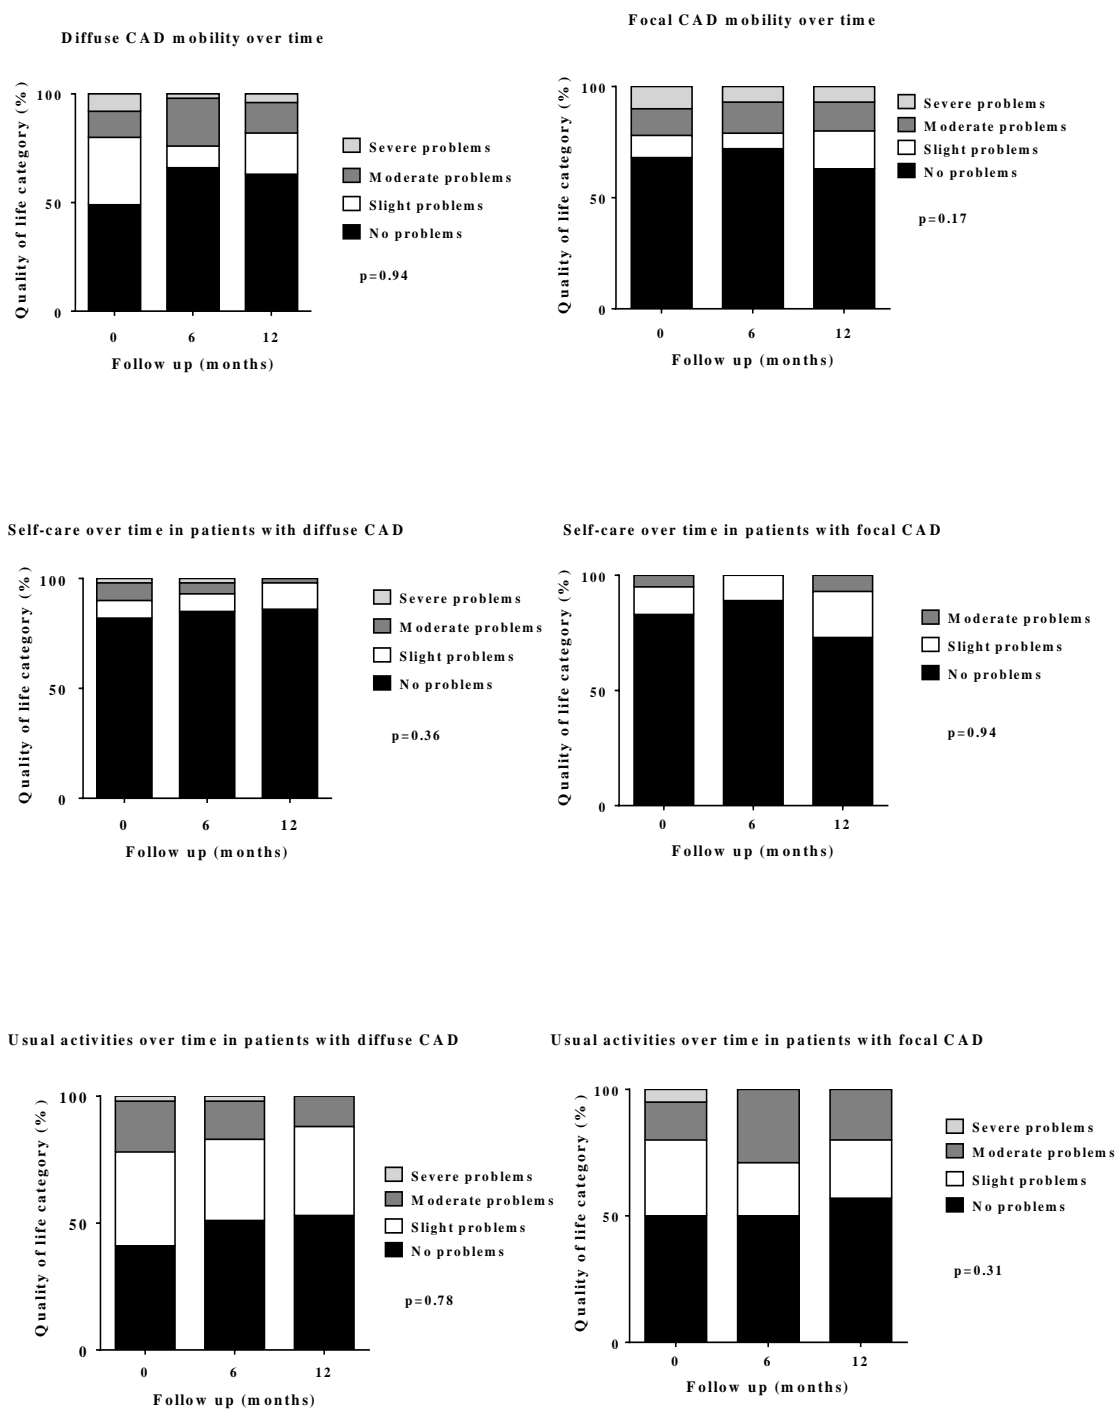 Diffuse CAD mobility over time
Quality of life category (%)
100
50
0
0 6 12
Follow up (months)
Severe problems
Moderate problems
Slight problems
No problems
p=0.94
Focal CAD mobility over time
Quality of life category (%)
100
50
0
0 6 12
Follow up (months)
Severe problems
Moderate problems
Slight problems
No problems
p=0.17
Self-care over time in patients with diffuse CAD
Quality of life category (%)
100
50
0
0 6 12
Follow up (months)
Severe problems
Moderate problems
Slight problems
No problems
p=0.36
Self-care over time in patients with focal CAD
Quality of life category (%)
100
50
0
0 6 12
Follow up (months)
Moderate problems
Slight problems
No problems
p=0.94
Usual activities over time in patients with diffuse CAD
Quality of life category (%)
100
50
0
0 6 12
Follow up (months)
Severe problems
Moderate problems
Slight problems
No problems
p=0.78
Usual activities over time in patients with focal CAD
Quality of life category (%)
100
50
0
0 6 12
Follow up (months)
Severe problems
Moderate problems
Slight problems
No problems
p=0.31